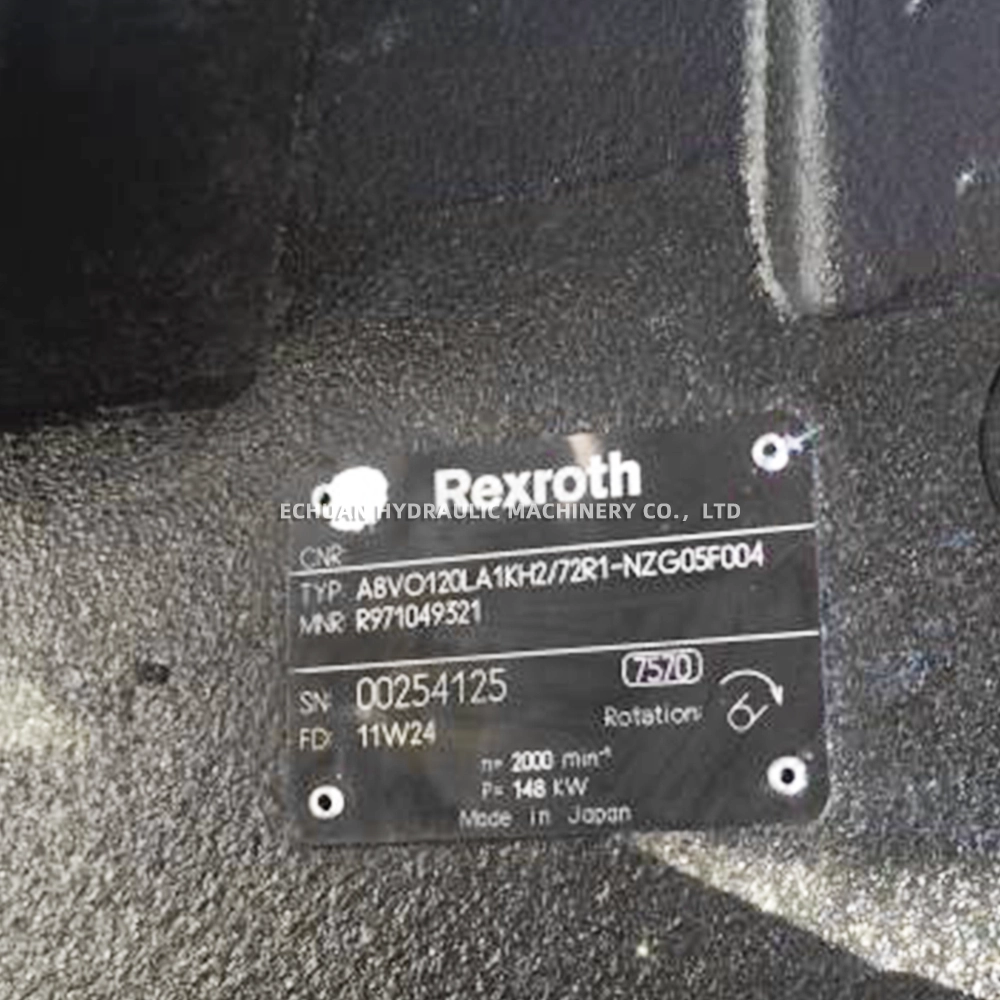 Rexroth
ECHUAN HYDRAULIC MACHINERY CO., LTD
CNR:
TYP: A8VO120LA1KH2/72R1-NZG05F004
MNR: R971049321
7570
SN: 00254125
Rotation:
FD: 11W24
n= 2000 min⁻¹
P= 148 KW
Made in Japan